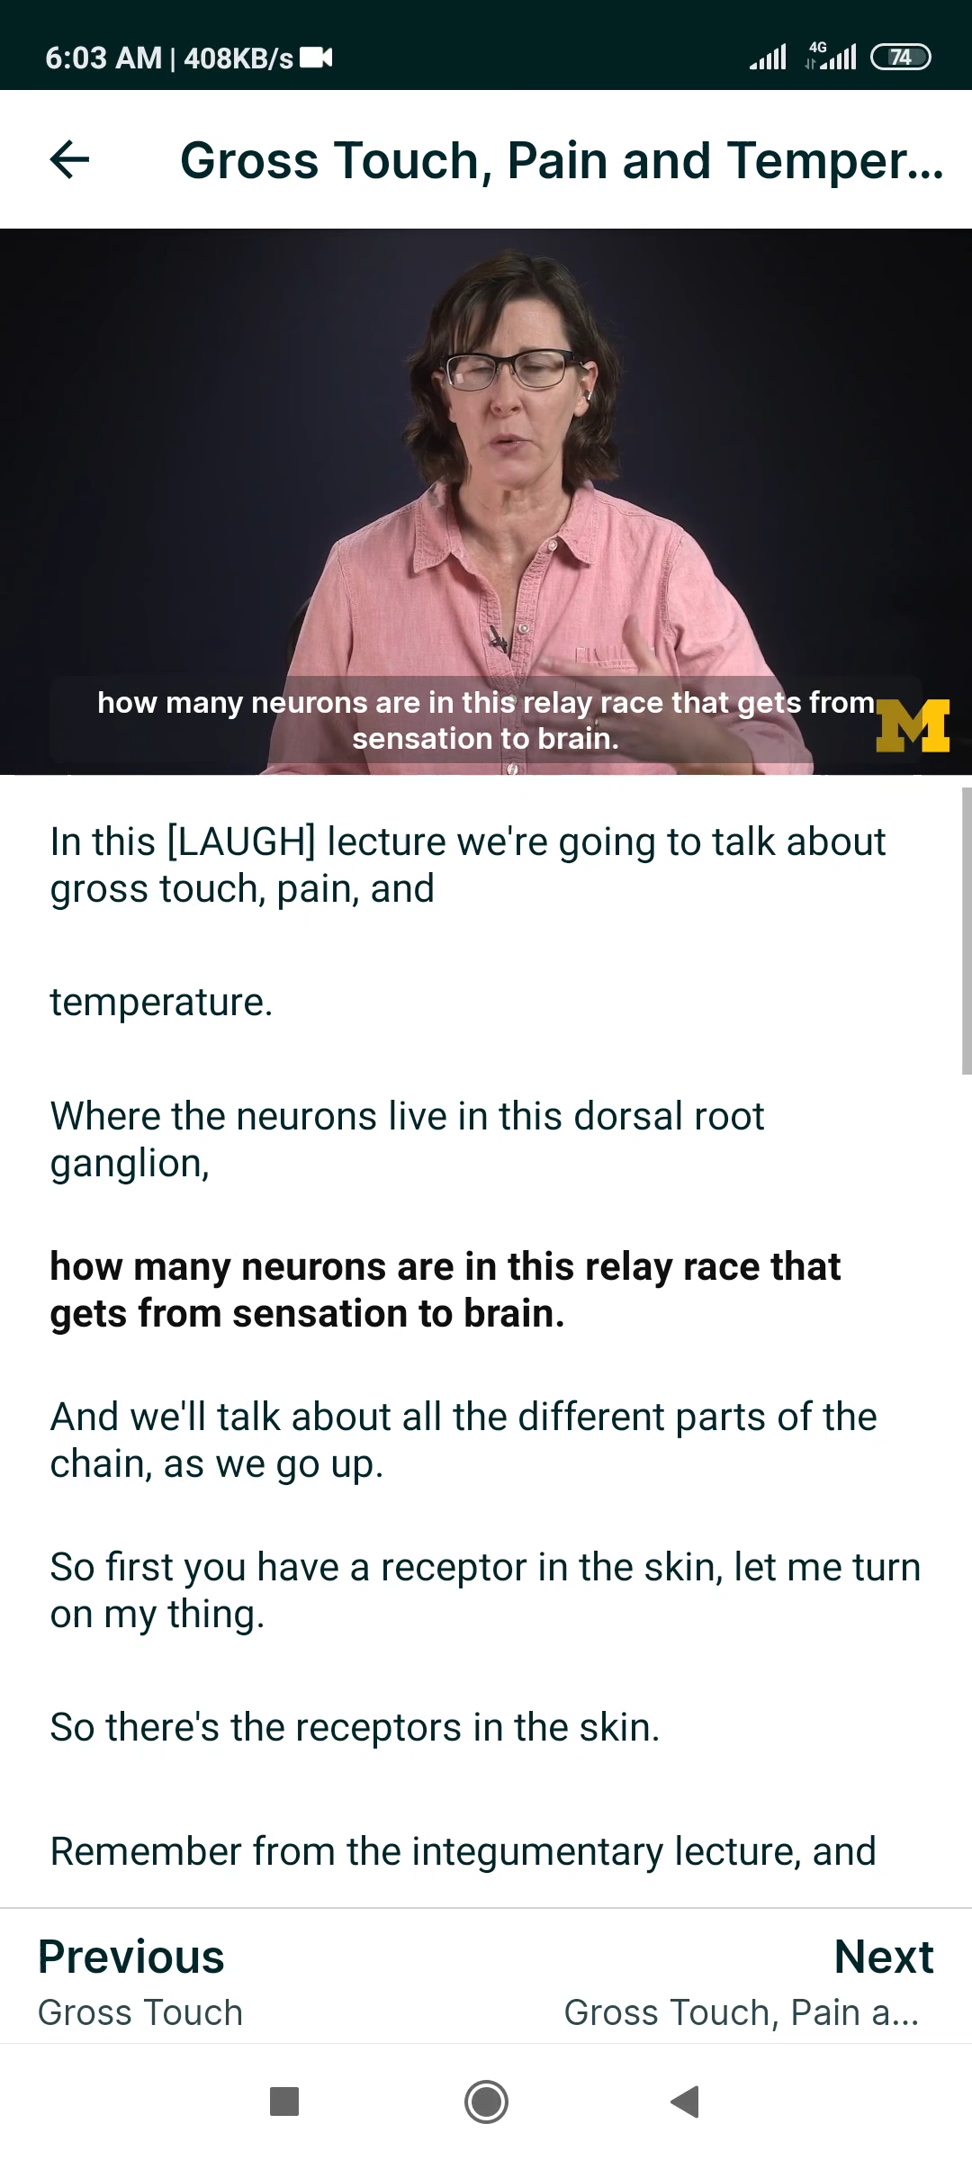 6:03 AM | 408KB/s
4G
74
Gross Touch, Pain and Temper...
how many neurons are in this relay race that gets from
sensation to brain.
M
In this [LAUGH] lecture we're going to talk about
gross touch, pain, and
temperature.
Where the neurons live in this dorsal root
ganglion,
how many neurons are in this relay race that
gets from sensation to brain.
And we'll talk about all the different parts of the
chain, as we go up.
So first you have a receptor in the skin, let me turn
on my thing.
So there's the receptors in the skin.
Remember from the integumentary lecture, and
Previous
Next
Gross Touch
Gross Touch, Pain a...